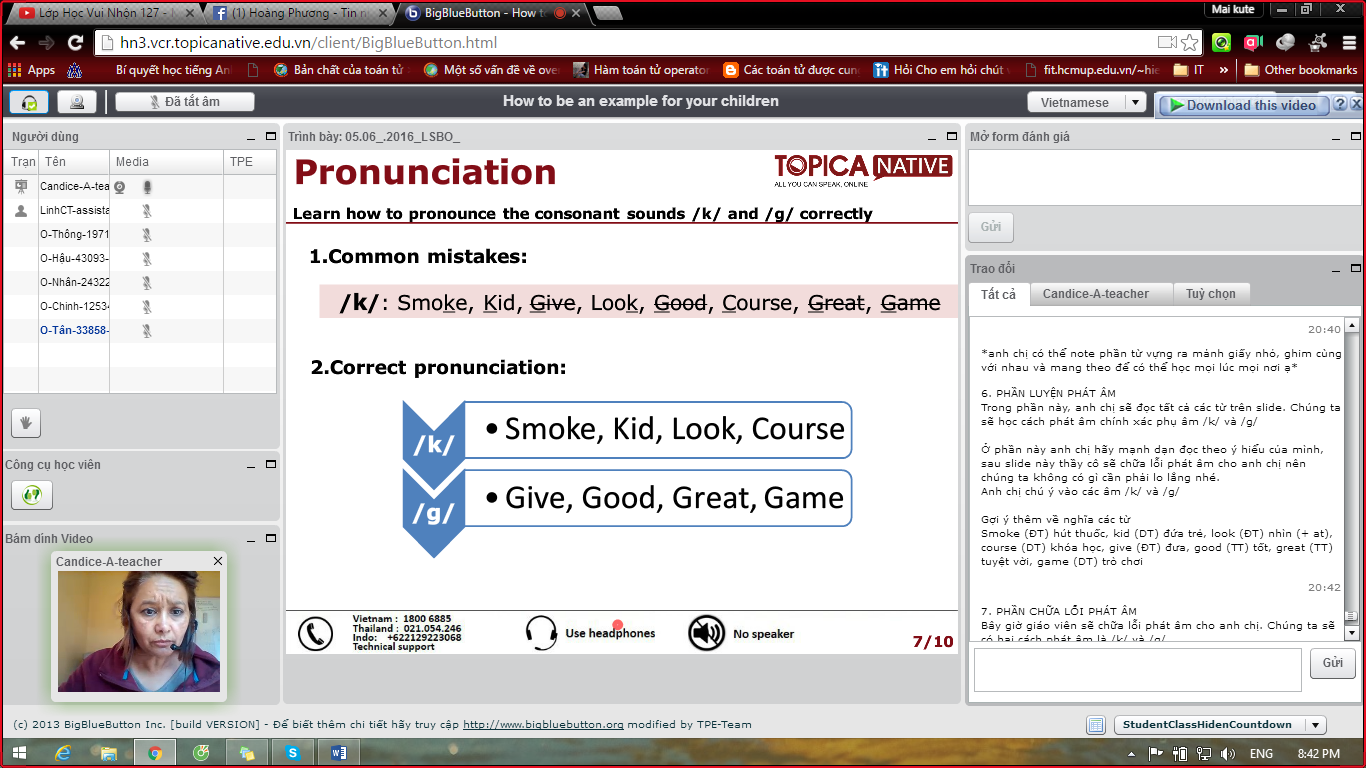 Lớp Học Vui Nhộn 127 -
(1) Hoàng Phương - Tin n
BigBlueButton - How t
Mai kute
hn3.vcr.topicanative.edu.vn/client/BigBlueButton.html
Apps
Bí quyết học tiếng An
Bản chất của toán tử
Một số vấn đề về ove
Hàm toán tử operator
Các toán tử được cun
Hỏi Cho em hỏi chút v
fit.hcmup.edu.vn/~hie
IT
»
Other bookmarks
Đã tắt âm
How to be an example for your children
Vietnamese
Download this video
Người dùng
Trạn Tên Media TPE
Candice-A-tea
LinhCT-assista
O-Thông-1971
O-Hậu-43093-
O-Nhân-24322
O-Chinh-12534
O-Tân-33858-
Công cụ học viên
Bấm dính Video
Candice-A-teacher
Trình bày: 05.06_.2016_LSBO_
Pronunciation
TOPICA NATIVE
ALL YOU CAN SPEAK, ONLINE
Learn how to pronounce the consonant sounds /k/ and /g/ correctly
1.Common mistakes:
/k/: Smoke, Kid, Give, Look, Good, Course, Great, Game
2.Correct pronunciation:
/k/
• Smoke, Kid, Look, Course
/g/
• Give, Good, Great, Game
Vietnam : 1800 6885
Thailand : 021.054.246
Indo: +622129223068
Technical support
Use headphones
No speaker
7/10
Mở form đánh giá
Gửi
Trao đổi
Tất cả
Candice-A-teacher
Tuỳ chọn
20:40
*anh chị có thể note phần từ vựng ra mảnh giấy nhỏ, ghim cùng
với nhau và mang theo để có thể học mọi lúc mọi nơi ạ*
6. PHẦN LUYỆN PHÁT ÂM
Trong phần này, anh chị sẽ đọc tất cả các từ trên slide. Chúng ta
sẽ học cách phát âm chính xác phụ âm /k/ và /g/
Ở phần này anh chị hãy mạnh dạn đọc theo ý hiểu của mình,
sau slide này thầy cô sẽ chữa lỗi phát âm cho anh chị nên
chúng ta không có gì cần phải lo lắng nhé.
Anh chị chú ý vào các âm /k/ và /g/
Gợi ý thêm về nghĩa các từ
Smoke (ĐT) hút thuốc, kid (DT) đứa trẻ, look (ĐT) nhìn (+ at),
course (DT) khóa học, give (ĐT) đưa, good (TT) tốt, great (TT)
tuyệt vời, game (DT) trò chơi
20:42
7. PHẦN CHỮA LỖI PHÁT ÂM
Bây giờ giáo viên sẽ chữa lỗi phát âm cho anh chị. Chúng ta sẽ
có hai cách phát âm là /k/ và /g/
Gửi
(c) 2013 BigBlueButton Inc. [build VERSION] - Để biết thêm chi tiết hãy truy cập http://www.bigbluebutton.org modified by TPE-Team
StudentClassHidenCountdown
ENG
8:42 PM